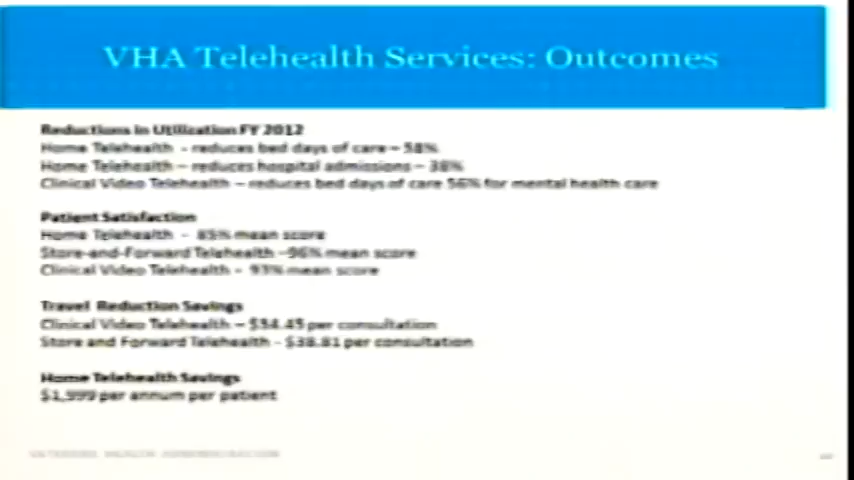 VHA Telehealth Services: Outcomes
Reductions in Utilization FY 2012
Home Telehealth - reduces bed days of care – 58%
Home Telehealth – reduces hospital admissions – 38%
Clinical Video Telehealth – reduces bed days of care 56% for mental health care
Patient Satisfaction
Home Telehealth - 85% mean score
Store-and-Forward Telehealth –96% mean score
Clinical Video Telehealth - 93% mean score
Travel Reduction Savings
Clinical Video Telehealth – $34.45 per consultation
Store and Forward Telehealth - $38.81 per consultation
Home Telehealth Savings
$1,999 per annum per patient
VETERANS HEALTH ADMINISTRATION